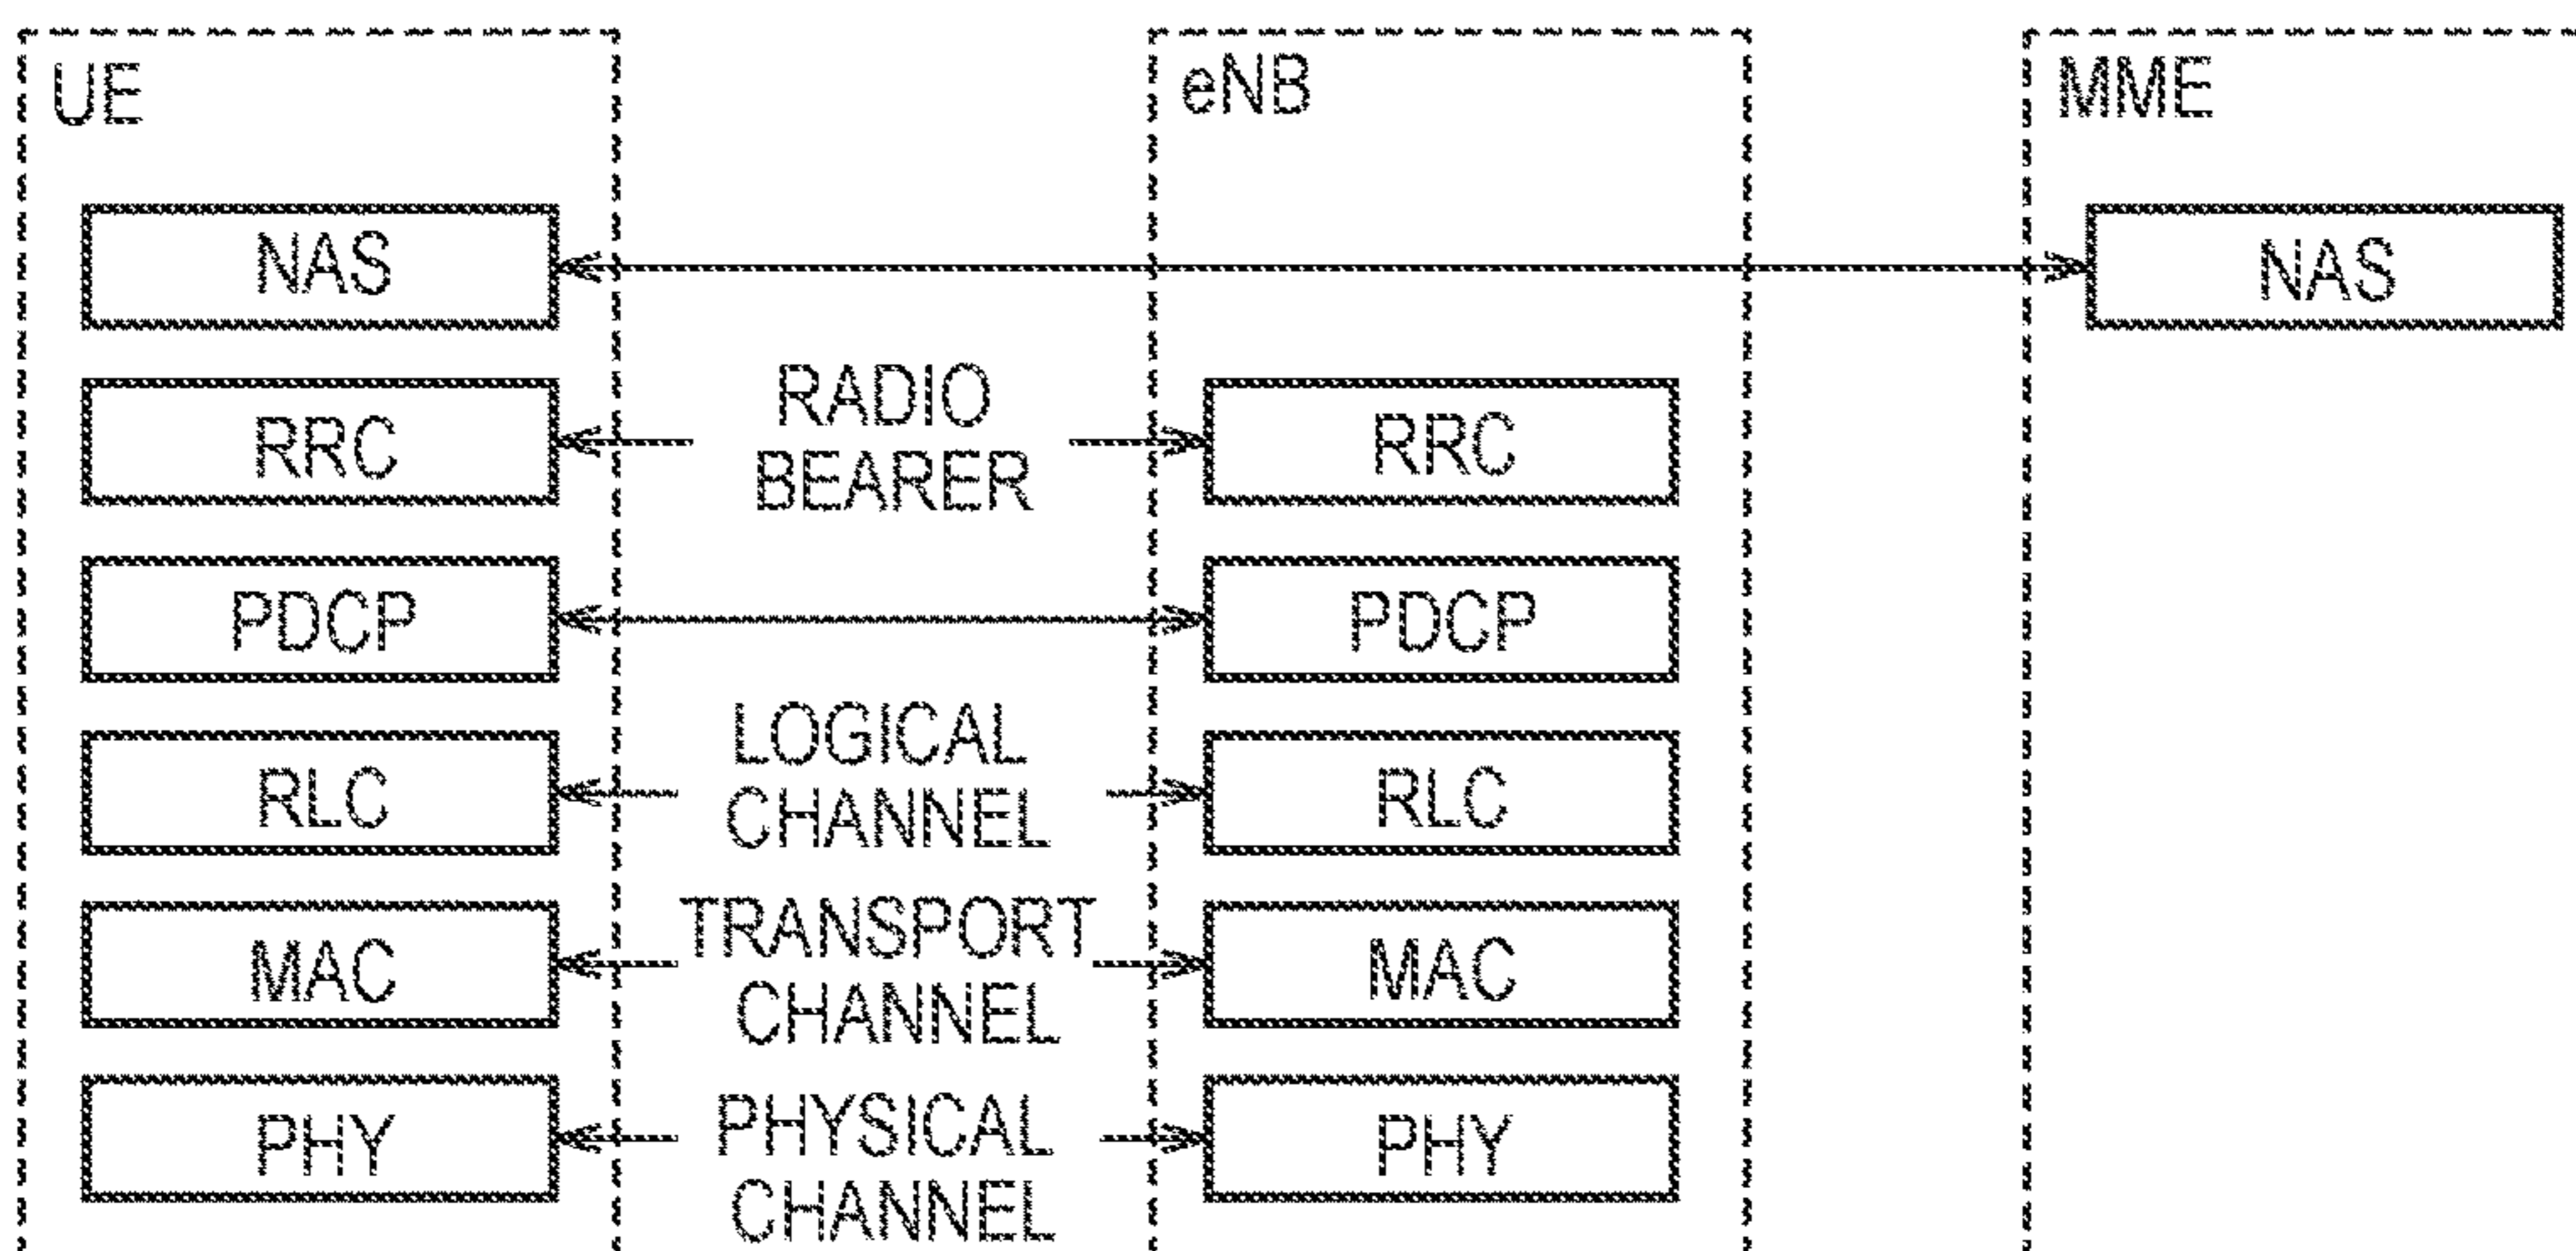 UE
eNB
MME
NAS
NAS
RADIO
BEARER
RRC
RRC
PDCP
PDCP
LOGICAL
CHANNEL
RLC
RLC
TRANSPORT
CHANNEL
MAC
MAC
PHYSICAL
CHANNEL
PHY
PHY